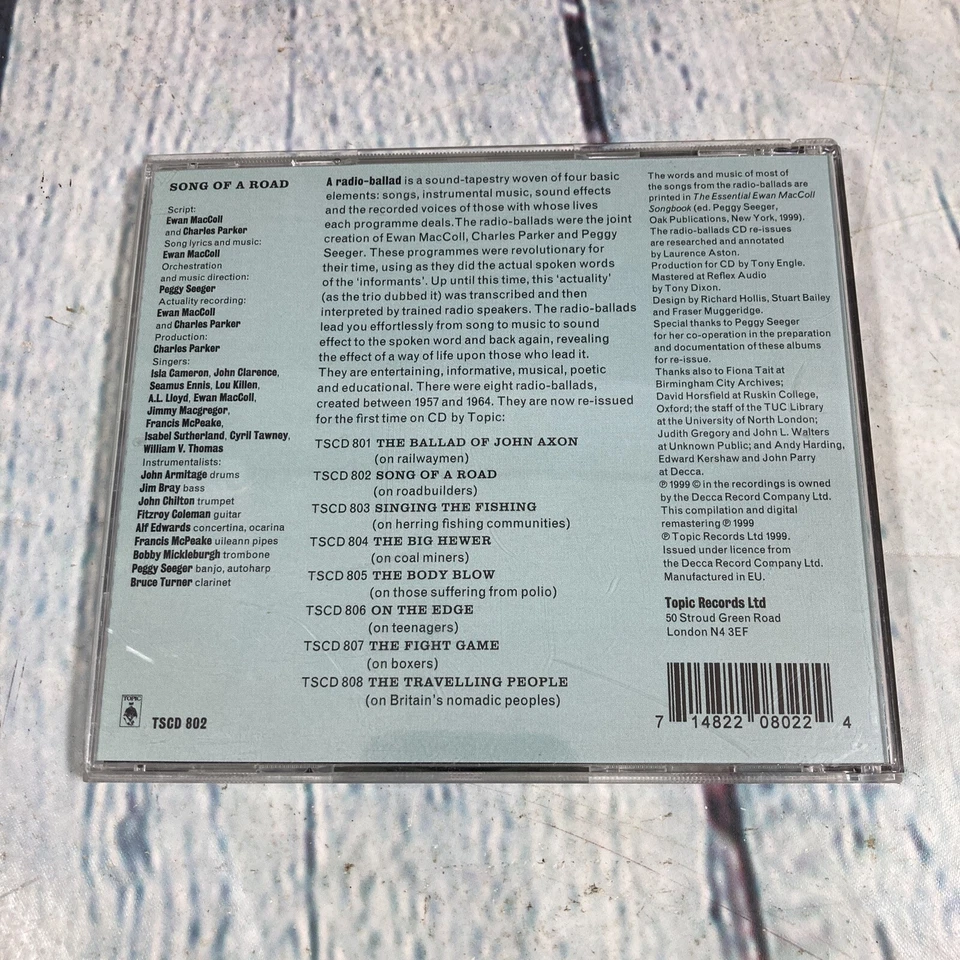 SONG OF A ROAD
Script:
Ewan MacColl
and Charles Parker
Song lyrics and music:
Ewan MacColl
Orchestration
and music direction:
Peggy Seeger
Actuality recording:
Ewan MacColl
and Charles Parker
Production:
Charles Parker
Singers:
Isla Cameron, John Clarence,
Seamus Ennis, Lou Killen,
A.L. Lloyd, Ewan MacColl,
Jimmy Macgregor,
Francis McPeake,
Isabel Sutherland, Cyril Tawney,
William V. Thomas
Instrumentalists:
John Armitage drums
Jim Bray bass
John Chilton trumpet
Fitzroy Coleman guitar
Alf Edwards concertina, ocarina
Francis McPeake uileann pipes
Bobby Mickleburgh trombone
Peggy Seeger banjo, autoharp
Bruce Turner clarinet
TOPIC
TSCD 802
A radio-ballad is a sound-tapestry woven of four basic
elements: songs, instrumental music, sound effects
and the recorded voices of those with whose lives
each programme deals. The radio-ballads were the joint
creation of Ewan MacColl, Charles Parker and Peggy
Seeger. These programmes were revolutionary for
their time, using as they did the actual spoken words
of the 'informants'. Up until this time, this 'actuality'
(as the trio dubbed it) was transcribed and then
interpreted by trained radio speakers. The radio-ballads
lead you effortlessly from song to music to sound
effect to the spoken word and back again, revealing
the effect of a way of life upon those who lead it.
They are entertaining, informative, musical, poetic
and educational. There were eight radio-ballads,
created between 1957 and 1964. They are now re-issued
for the first time on CD by Topic:
TSCD 801 THE BALLAD OF JOHN AXON
(on railwaymen)
TSCD 802 SONG OF A ROAD
(on roadbuilders)
TSCD 803 SINGING THE FISHING
(on herring fishing communities)
TSCD 804 THE BIG HEWER
(on coal miners)
TSCD 805 THE BODY BLOW
(on those suffering from polio)
TSCD 806 ON THE EDGE
(on teenagers)
TSCD 807 THE FIGHT GAME
(on boxers)
TSCD 808 THE TRAVELLING PEOPLE
(on Britain's nomadic peoples)
The words and music of most of
the songs from the radio-ballads are
printed in The Essential Ewan MacColl
Songbook (ed. Peggy Seeger,
Oak Publications, New York, 1999).
The radio-ballads CD re-issues
are researched and annotated
by Laurence Aston.
Production for CD by Tony Engle.
Mastered at Reflex Audio
by Tony Dixon.
Design by Richard Hollis, Stuart Bailey
and Fraser Muggeridge.
Special thanks to Peggy Seeger
for her co-operation in the preparation
and documentation of these albums
for re-issue.
Thanks also to Fiona Tait at
Birmingham City Archives;
David Horsfield at Ruskin College,
Oxford; the staff of the TUC Library
at the University of North London;
Judith Gregory and John L. Walters
at Unknown Public; and Andy Harding,
Edward Kershaw and John Parry
at Decca.
℗ 1999 © in the recordings is owned
by the Decca Record Company Ltd.
This compilation and digital
remastering ℗ 1999
℗ Topic Records Ltd 1999.
Issued under licence from
the Decca Record Company Ltd.
Manufactured in EU.
Topic Records Ltd
50 Stroud Green Road
London N4 3EF
7 14822 08022 4